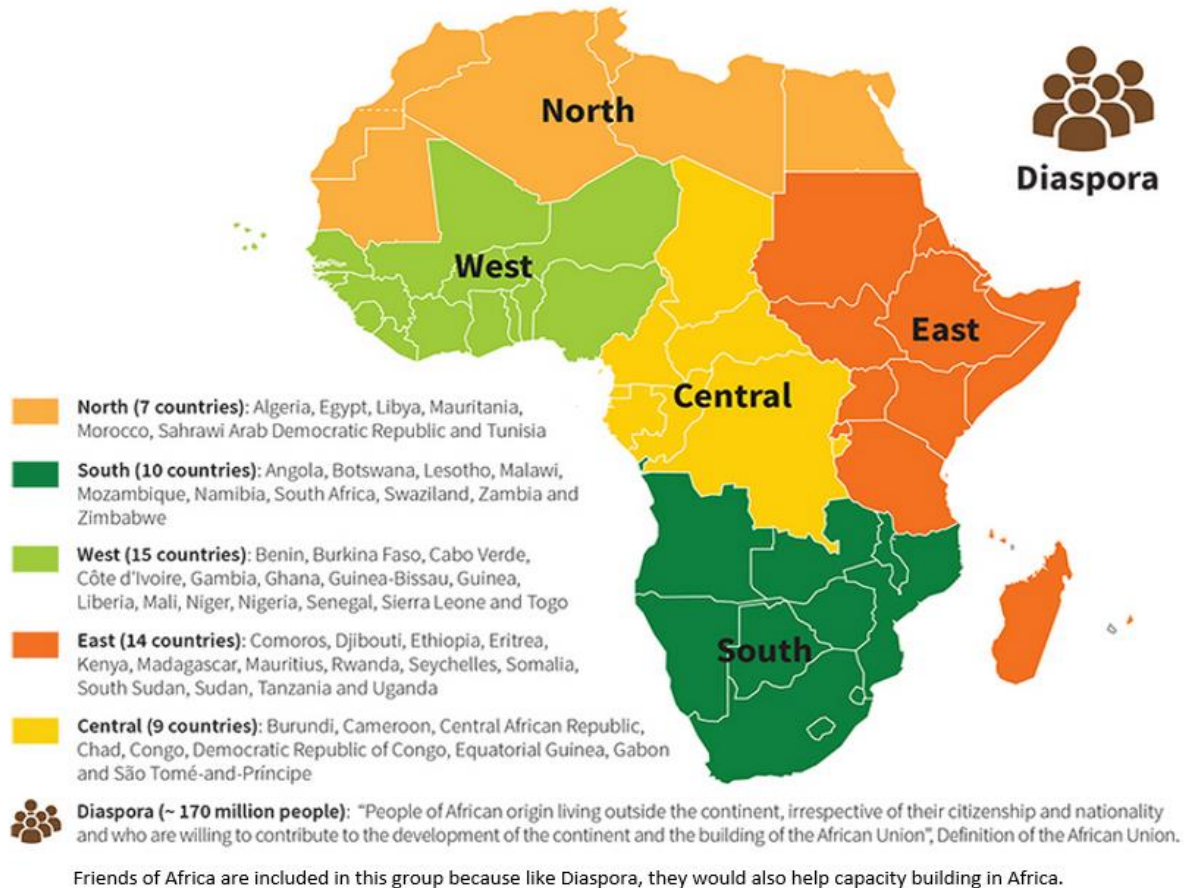 North
Diaspora
West
East
Central
South
North (7 countries): Algeria, Egypt, Libya, Mauritania,
Morocco, Sahrawi Arab Democratic Republic and Tunisia
South (10 countries): Angola, Botswana, Lesotho, Malawi,
Mozambique, Namibia, South Africa, Swaziland, Zambia and
Zimbabwe
West (15 countries): Benin, Burkina Faso, Cabo Verde,
Côte d'Ivoire, Gambia, Ghana, Guinea-Bissau, Guinea,
Liberia, Mali, Niger, Nigeria, Senegal, Sierra Leone and Togo
East (14 countries): Comoros, Djibouti, Ethiopia, Eritrea,
Kenya, Madagascar, Mauritius, Rwanda, Seychelles, Somalia,
South Sudan, Sudan, Tanzania and Uganda
Central (9 countries): Burundi, Cameroon, Central African Republic,
Chad, Congo, Democratic Republic of Congo, Equatorial Guinea, Gabon
and São Tomé-and-Príncipe
Diaspora (~ 170 million people): "People of African origin living outside the continent, irrespective of their citizenship and nationality
and who are willing to contribute to the development of the continent and the building of the African Union", Definition of the African Union.
Friends of Africa are included in this group because like Diaspora, they would also help capacity building in Africa.